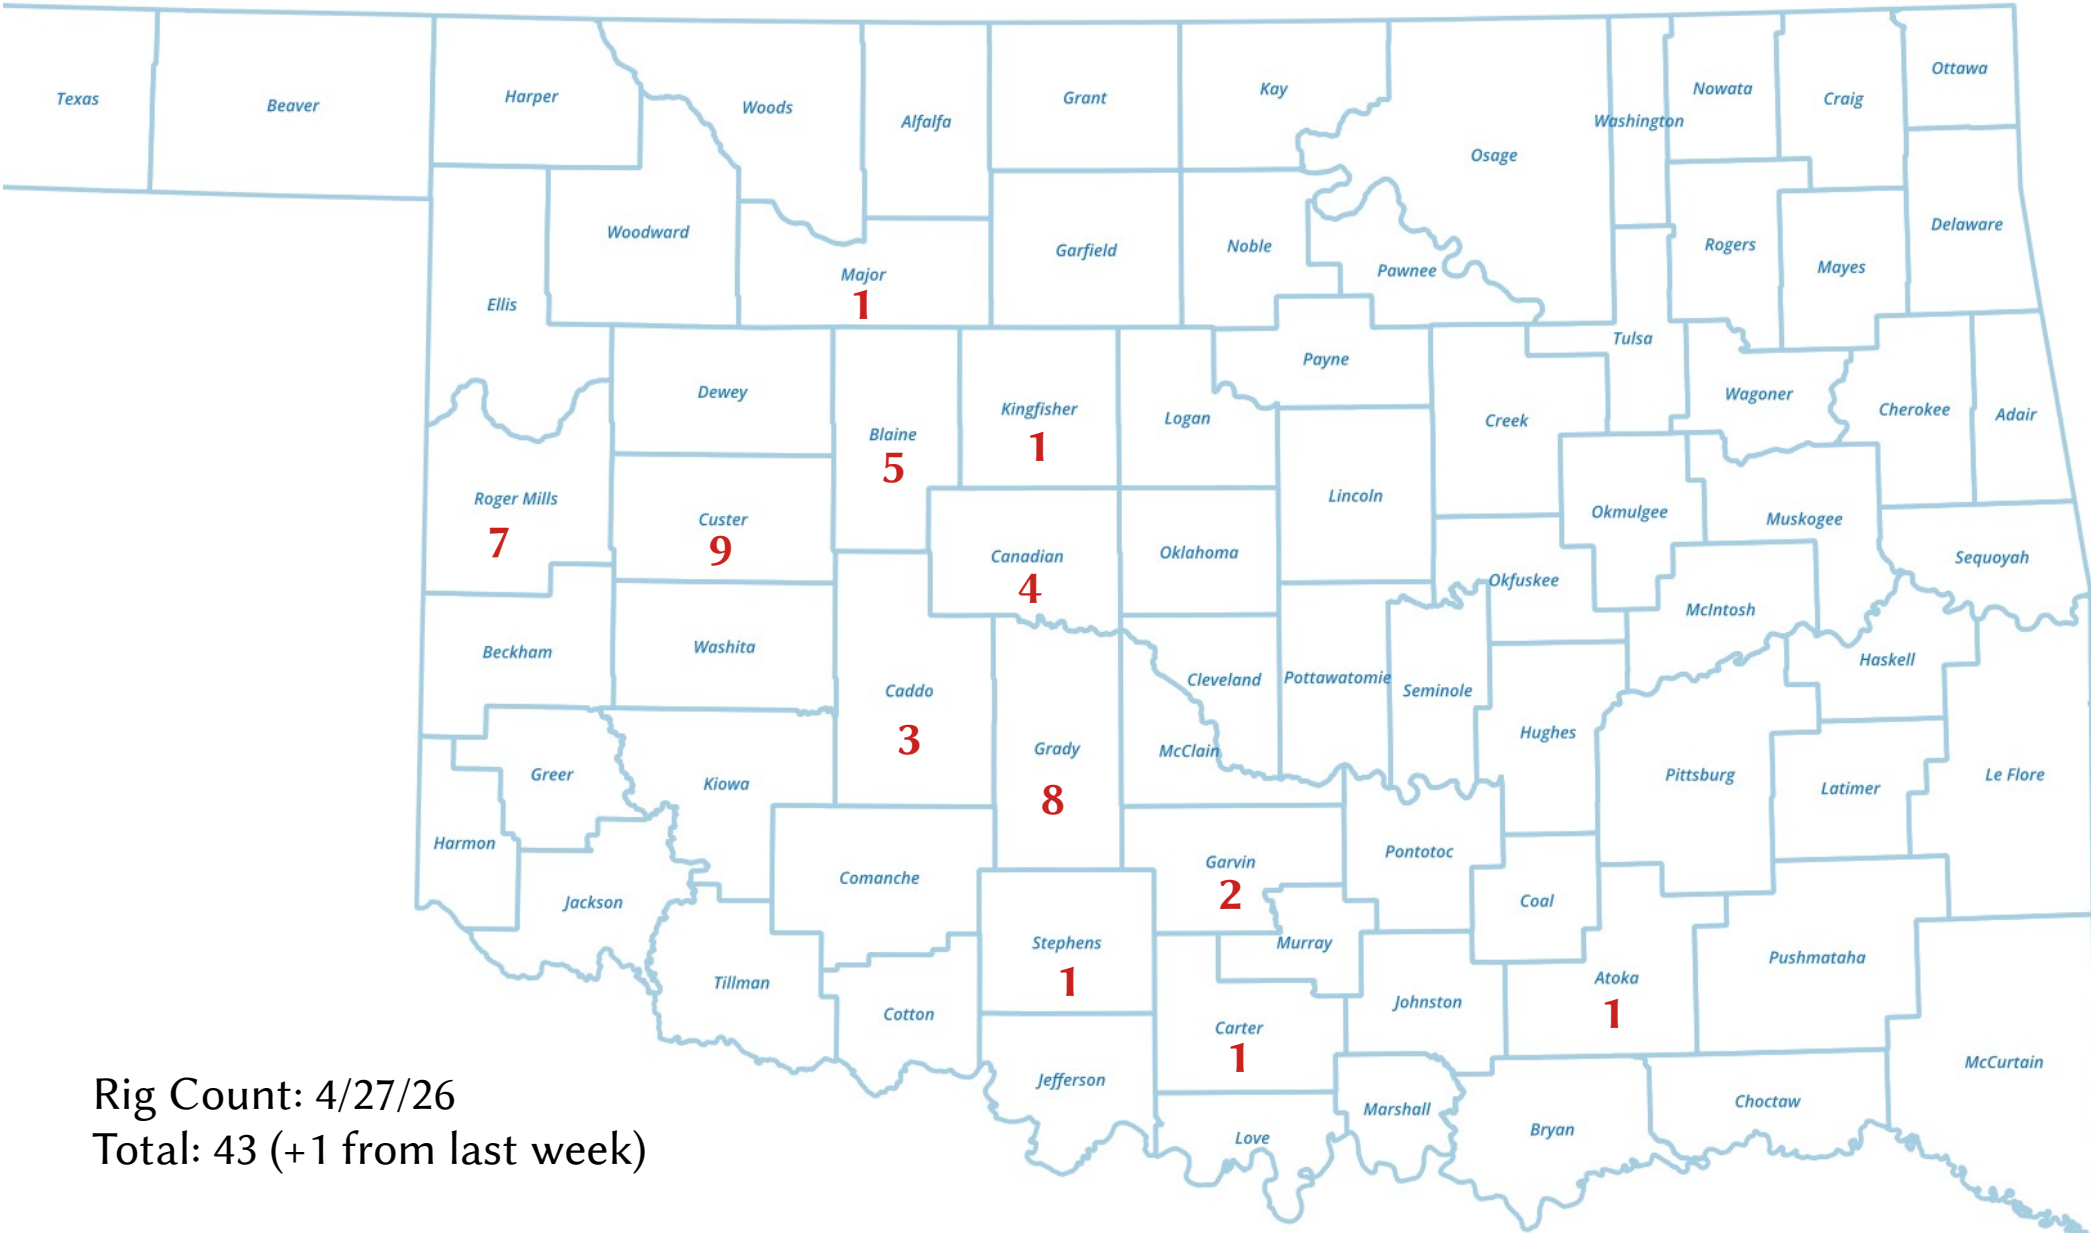 Texas
Beaver
Harper
Woods
Alfalfa
Grant
Kay
Osage
Washington
Nowata
Craig
Ottawa
Ellis
Woodward
Major
1
Garfield
Noble
Pawnee
Rogers
Mayes
Delaware
Tulsa
Dewey
Blaine
5
Kingfisher
1
Logan
Payne
Creek
Wagoner
Cherokee
Adair
Roger Mills
7
Custer
9
Canadian
4
Oklahoma
Lincoln
Okmulgee
Muskogee
Sequoyah
Okfuskee
McIntosh
Haskell
Beckham
Washita
Caddo
3
Grady
8
Cleveland
McClain
Pottawatomie
Seminole
Hughes
Pittsburg
Latimer
Le Flore
Greer
Kiowa
Harmon
Jackson
Comanche
Garvin
2
Pontotoc
Coal
Stephens
1
Murray
Atoka
1
Pushmataha
Tillman
Cotton
Carter
1
Johnston
McCurtain
Jefferson
Love
Marshall
Bryan
Choctaw
Rig Count: 4/27/26
Total: 43 (+1 from last week)